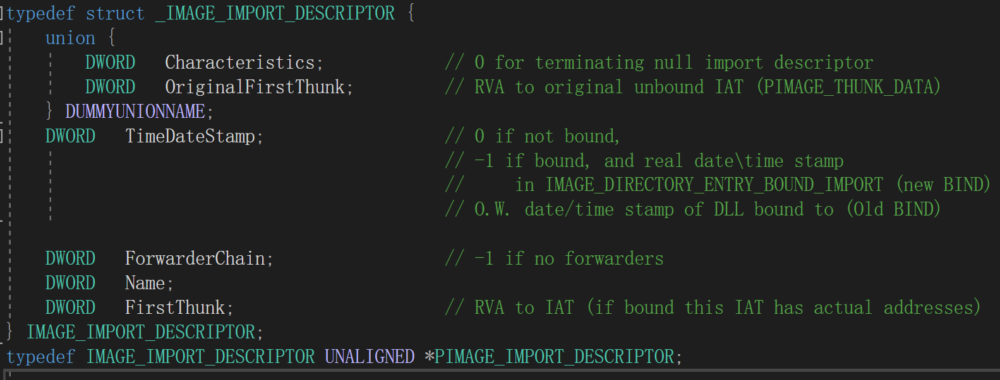 typedef struct _IMAGE_IMPORT_DESCRIPTOR {
    union {
        DWORD   Characteristics;            // 0 for terminating null import descriptor
        DWORD   OriginalFirstThunk;         // RVA to original unbound IAT (PIMAGE_THUNK_DATA)
    } DUMMYUNIONNAME;
    DWORD   TimeDateStamp;                  // 0 if not bound,
                                            // -1 if bound, and real date\time stamp
                                            //     in IMAGE_DIRECTORY_ENTRY_BOUND_IMPORT (new BIND)
                                            // O.W. date/time stamp of DLL bound to (Old BIND)

    DWORD   ForwarderChain;                 // -1 if no forwarders
    DWORD   Name;
    DWORD   FirstThunk;                     // RVA to IAT (if bound this IAT has actual addresses)
} IMAGE_IMPORT_DESCRIPTOR;
typedef IMAGE_IMPORT_DESCRIPTOR UNALIGNED *PIMAGE_IMPORT_DESCRIPTOR;